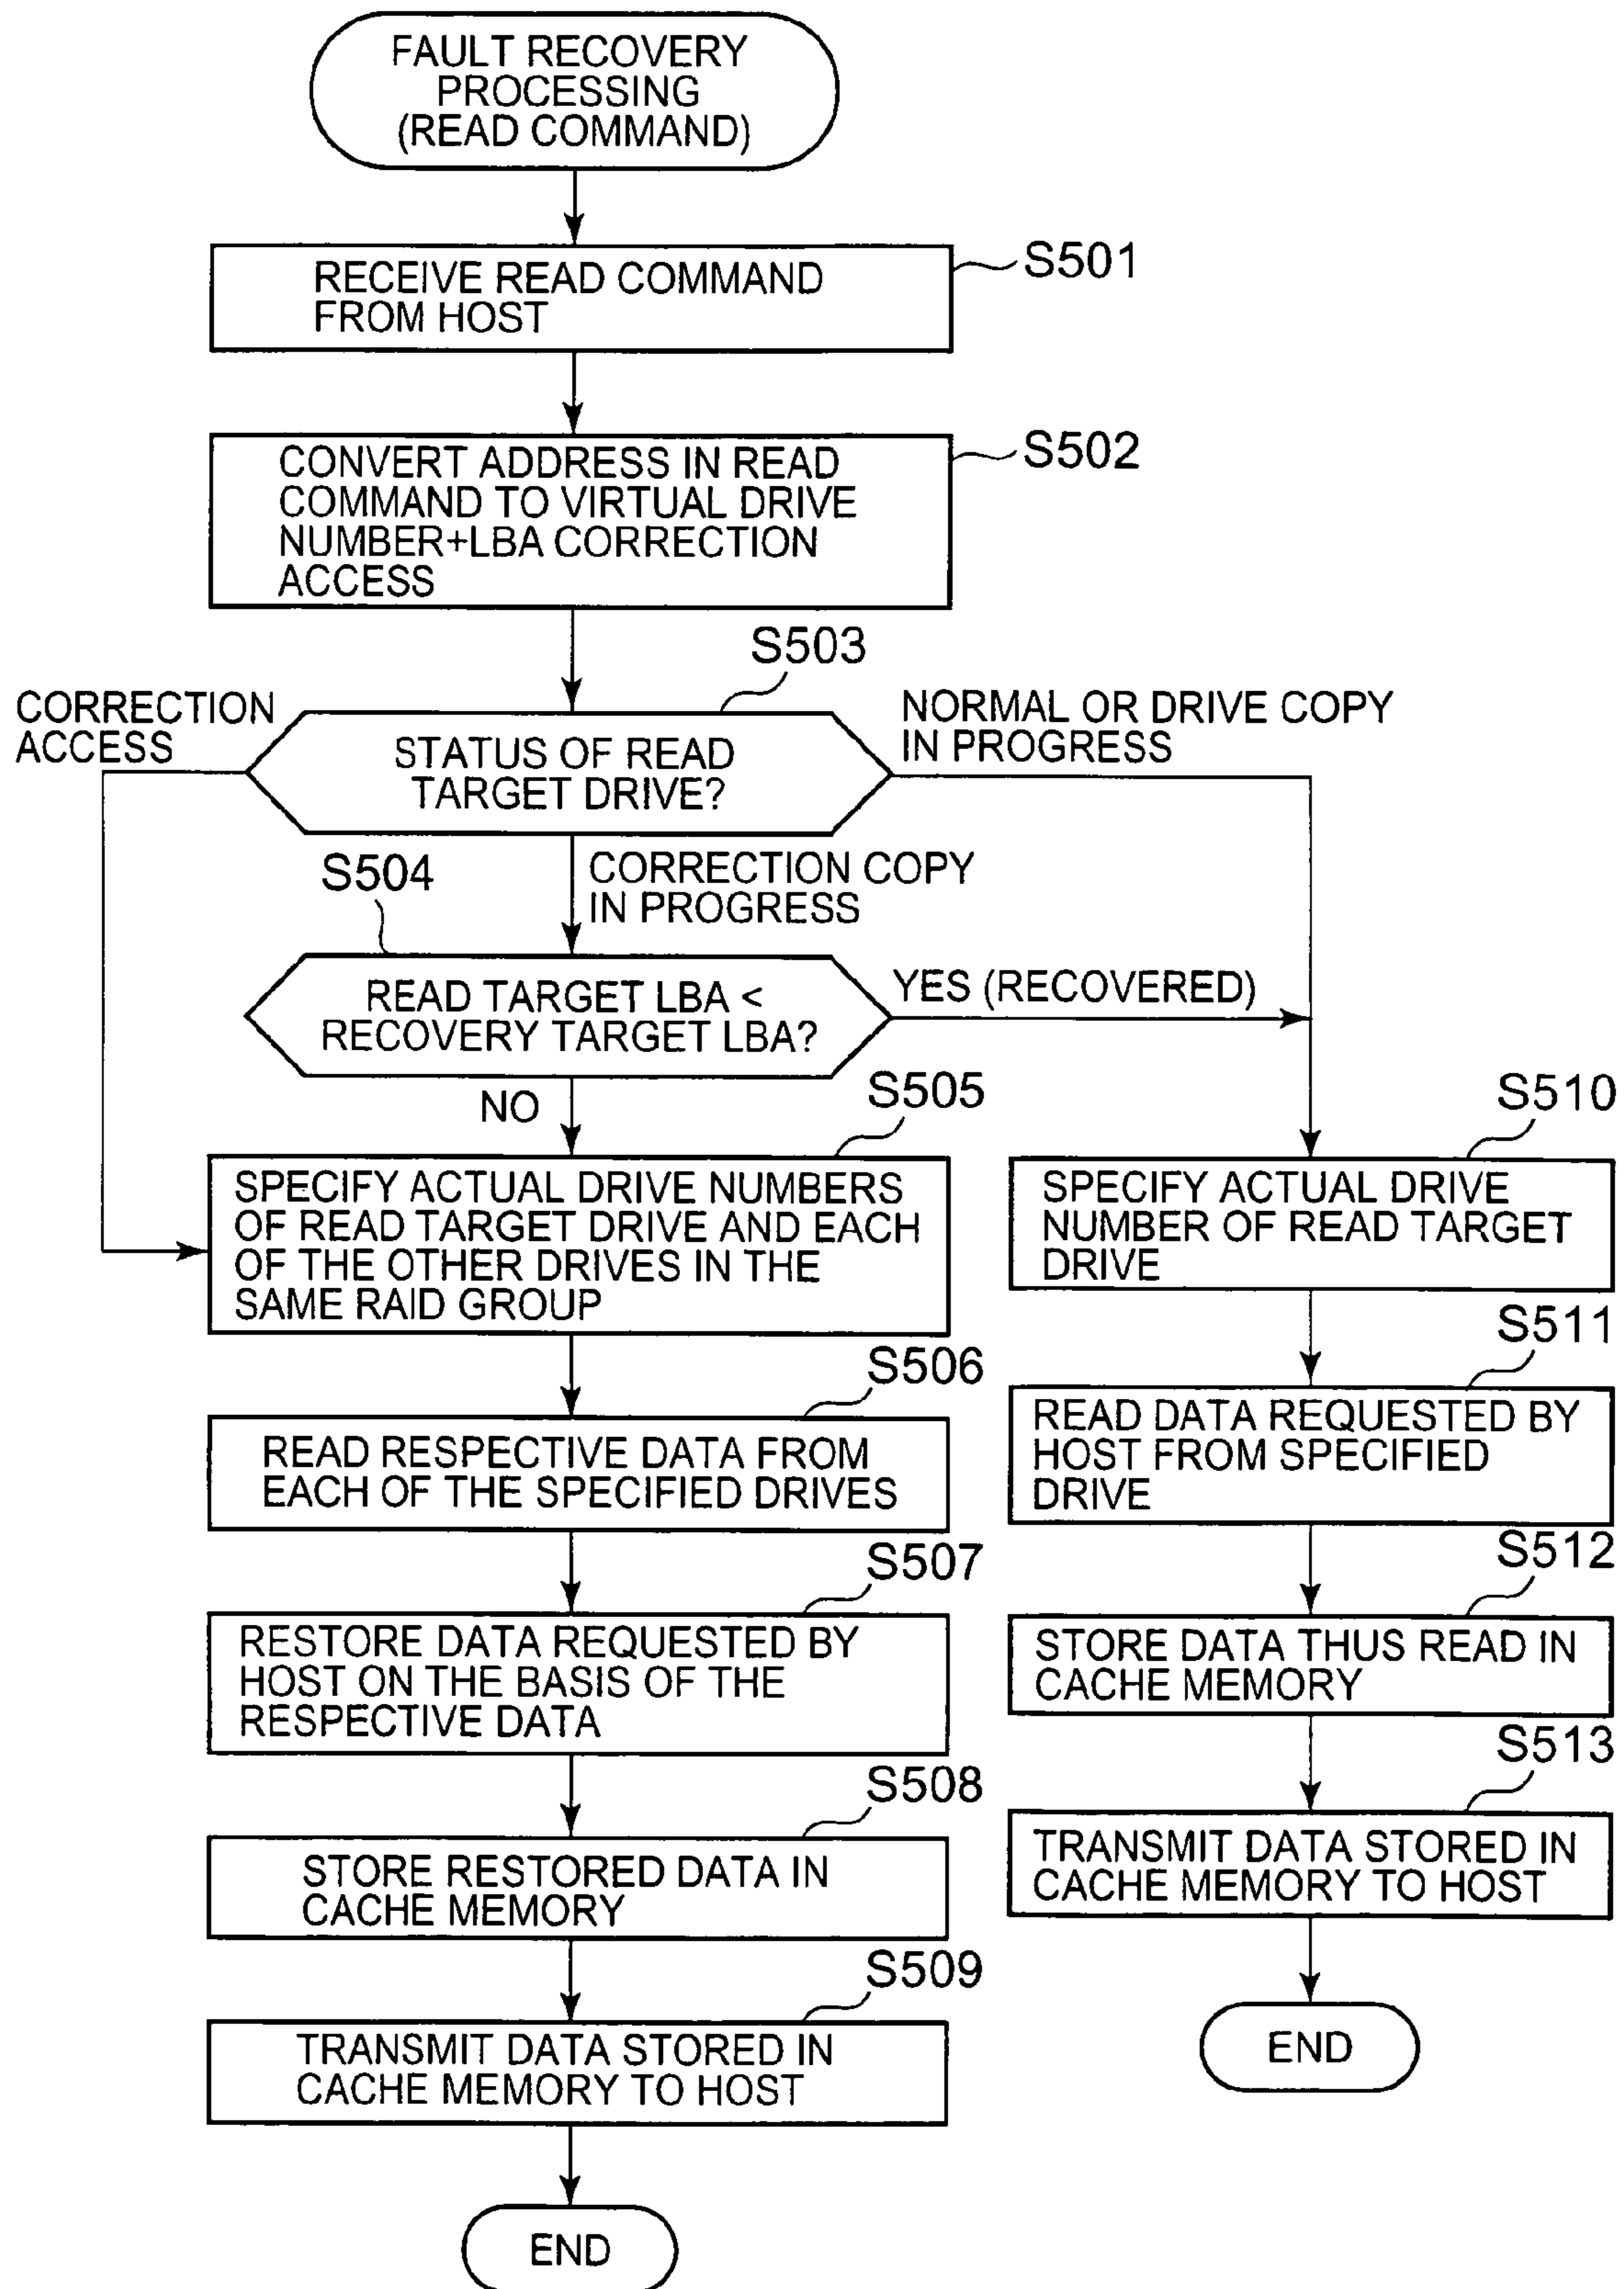 FAULT RECOVERY
PROCESSING
(READ COMMAND)
RECEIVE READ COMMAND
FROM HOST
S501
CONVERT ADDRESS IN READ
COMMAND TO VIRTUAL DRIVE
NUMBER+LBA CORRECTION
ACCESS
S502
S503
CORRECTION
ACCESS
STATUS OF READ
TARGET DRIVE?
NORMAL OR DRIVE COPY
IN PROGRESS
S504
CORRECTION COPY
IN PROGRESS
READ TARGET LBA <
RECOVERY TARGET LBA?
YES (RECOVERED)
NO
S505
SPECIFY ACTUAL DRIVE NUMBERS
OF READ TARGET DRIVE AND EACH
OF THE OTHER DRIVES IN THE
SAME RAID GROUP
S506
READ RESPECTIVE DATA FROM
EACH OF THE SPECIFIED DRIVES
S507
RESTORE DATA REQUESTED BY
HOST ON THE BASIS OF THE
RESPECTIVE DATA
S508
STORE RESTORED DATA IN
CACHE MEMORY
S509
TRANSMIT DATA STORED IN
CACHE MEMORY TO HOST
END
S510
SPECIFY ACTUAL DRIVE
NUMBER OF READ TARGET
DRIVE
S511
READ DATA REQUESTED BY
HOST FROM SPECIFIED
DRIVE
S512
STORE DATA THUS READ IN
CACHE MEMORY
S513
TRANSMIT DATA STORED IN
CACHE MEMORY TO HOST
END